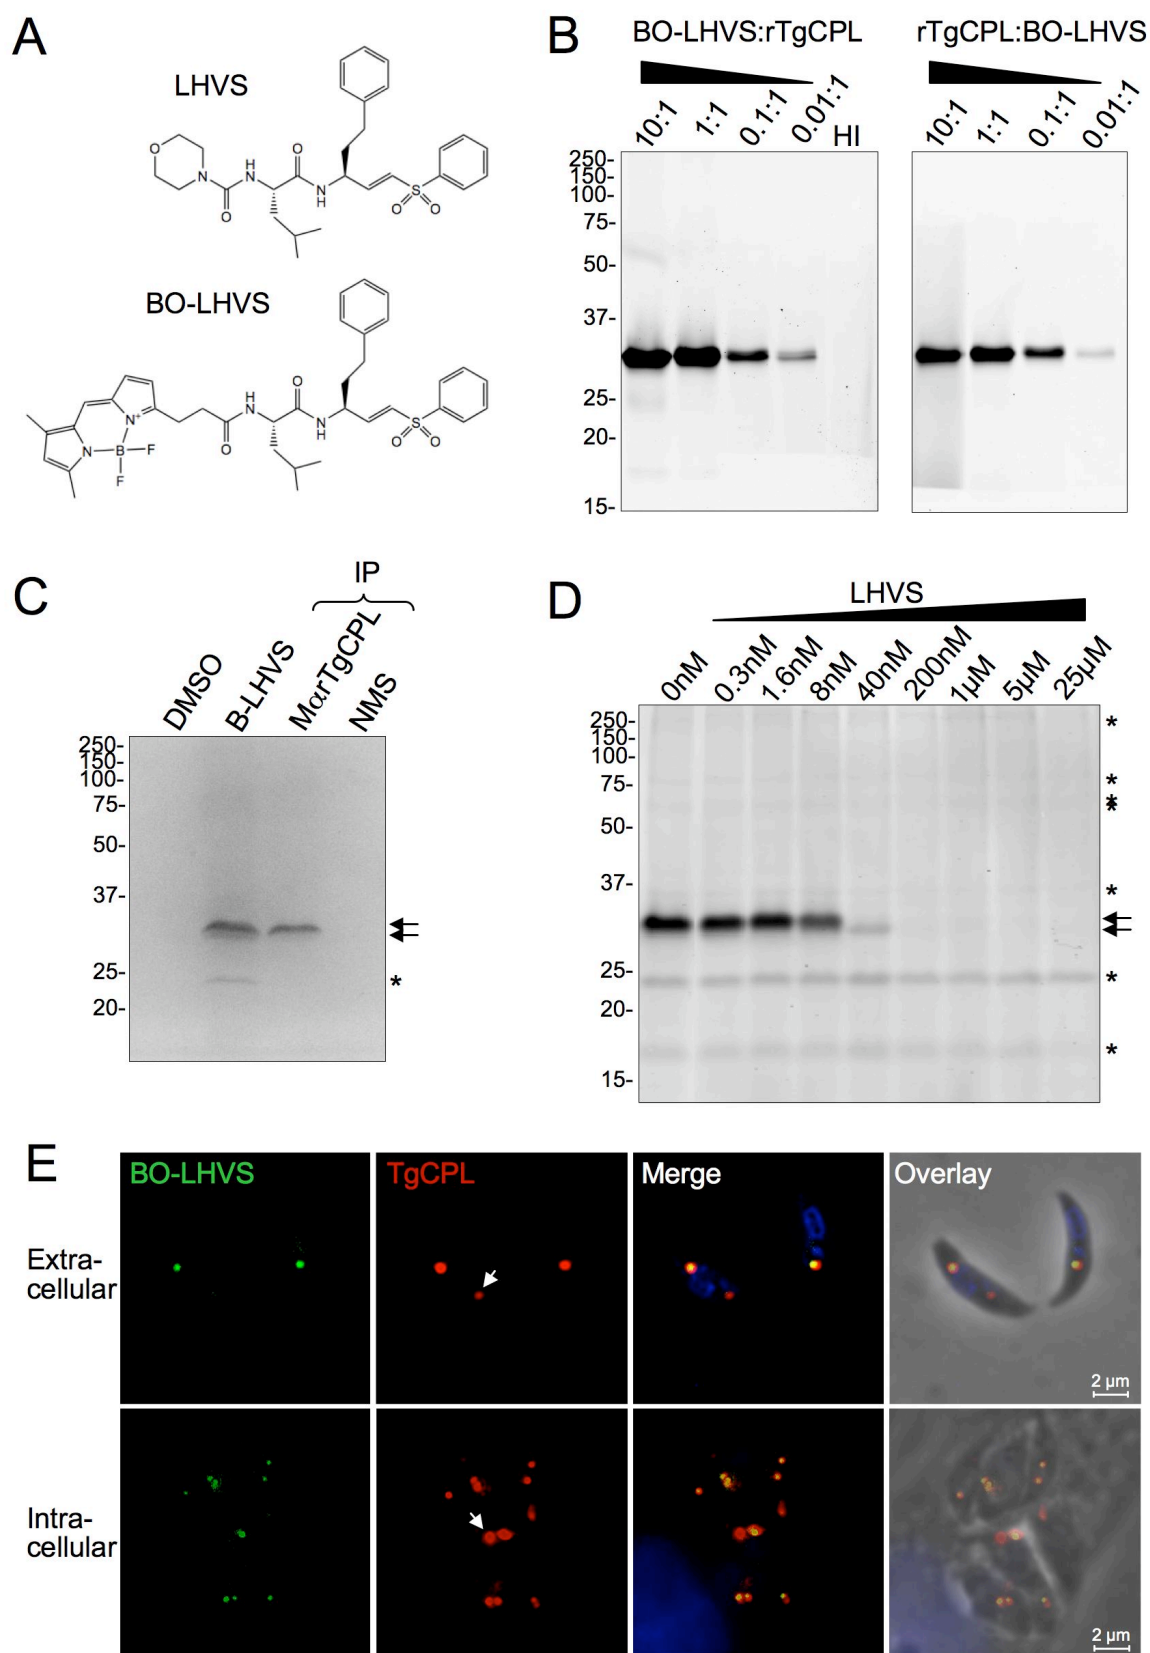 A
LHVS
O
N
O
H
N
O
N
H
S
O
O
BO-LHVS
N
N+
B
F
F
O
H
N
O
N
H
S
O
O
B
BO-LHVS:rTgCPL
rTgCPL:BO-LHVS
10:1
1:1
0.1:1
0.01:1
HI
10:1
1:1
0.1:1
0.01:1
250-
150-
100-
75-
50-
37-
25-
20-
15-
C
IP
DMSO
B-LHVS
MαrTgCPL
NMS
250-
150-
100-
75-
50-
37-
25-
20-
*
D
LHVS
0nM
0.3nM
1.6nM
8nM
40nM
200nM
1µM
5µM
25µM
250-
150-
100-
75-
50-
37-
25-
20-
15-
*
*
*
*
*
*
*
E
BO-LHVS
TgCPL
Merge
Overlay
Extra-
cellular
2 µm
Intra-
cellular
2 µm